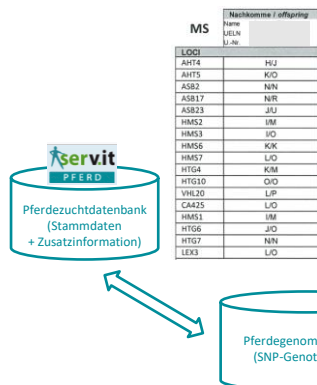 Nachkomme / offspring
MS
Name
UELN
U.-Nr.
LOCI
AHT4 H/J
AHT5 K/O
ASB2 N/N
ASB17 N/R
ASB23 J/U
HMS2 I/M
HMS3 I/O
HMS6 K/K
HMS7 L/O
HTG4 K/M
HTG10 O/O
VHL20 L/P
CA425 L/O
HMS1 I/M
HTG6 J/O
HTG7 N/N
LEX3 L/O
serv.it
PFERD
Pferdezuchtdatenbank
(Stammdaten
+ Zusatzinformation)
Pferdegenom
(SNP-Genot